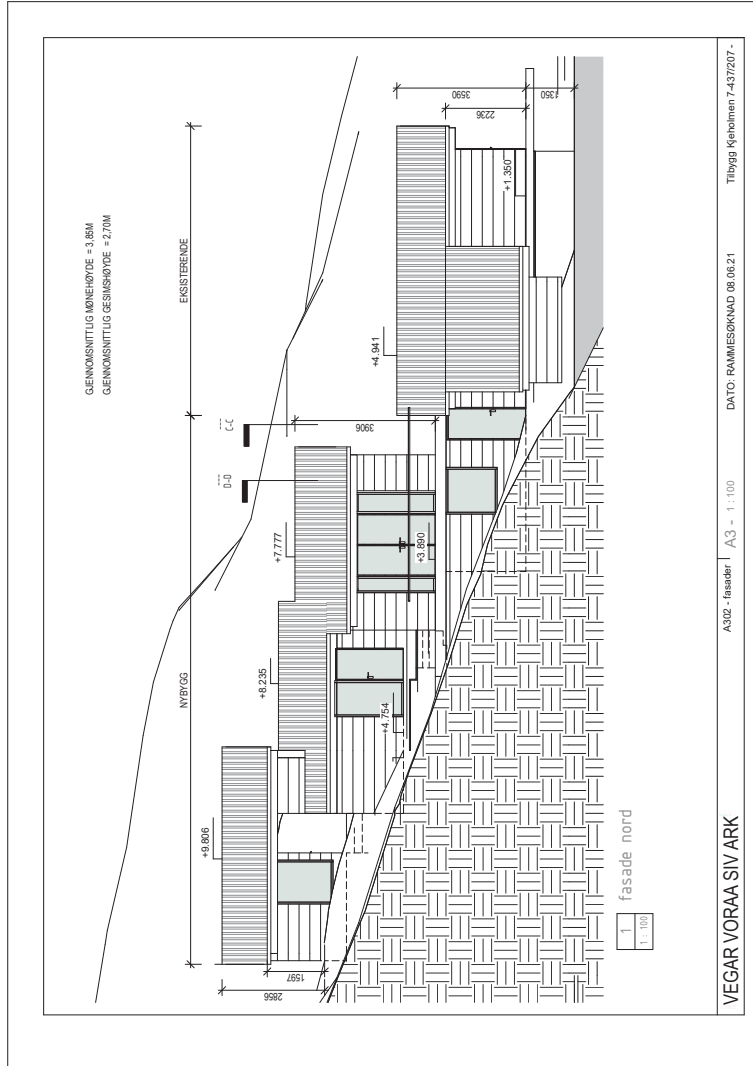 GJENNOMSNITTLIG MØNEHØYDE = 3,85M
GJENNOMSNITTLIG GESIMSHØYDE = 2,70M
NYBYGG
EKSISTERENDE
D-D
C-C
+9.806
+8.235
+7.777
+4.941
+4.754
+3.890
+1.350
2856
1597
3906
3590
2236
1350
1
1 : 100
fasade nord
VEGAR VORAA SIV ARK
A302 - fasader
A3 - 1 : 100
DATO: RAMMESØKNAD 08.06.21
Tilbygg Kjeholmen 7-437/207 -